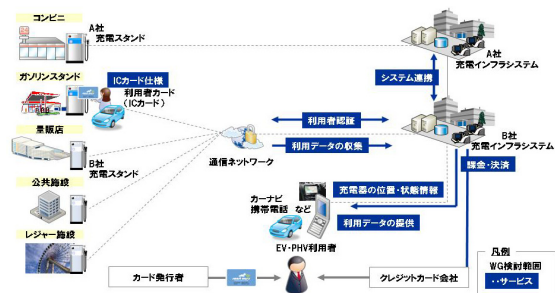 コンビニ
A社
充電スタンド
ガソリンスタンド
ICカード仕様
利用者カード
(ICカード)
量販店
B社
充電スタンド
公共施設
レジャー施設
通信ネットワーク
利用者認証
利用データの収集
A社
充電インフラシステム
システム連携
B社
充電インフラシステム
課金・決済
充電器の位置・状態情報
カーナビ
携帯電話 など
利用データの提供
EV・PHV利用者
カード発行者
クレジットカード会社
凡例
WG検討範囲
・・サービス